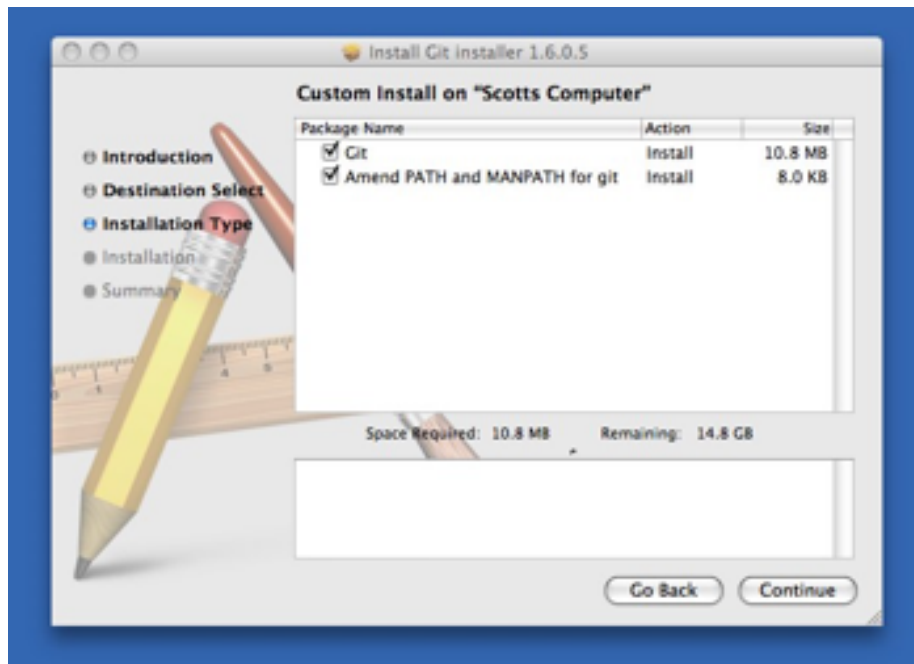 Install Git installer 1.6.0.5
Custom Install on "Scotts Computer"
Package Name Action Size
Git Install 10.8 MB
Amend PATH and MANPATH for git Install 8.0 KB
Introduction
Destination Select
Installation Type
Installation
Summary
Space Required: 10.8 MB Remaining: 14.8 GB
Go Back Continue